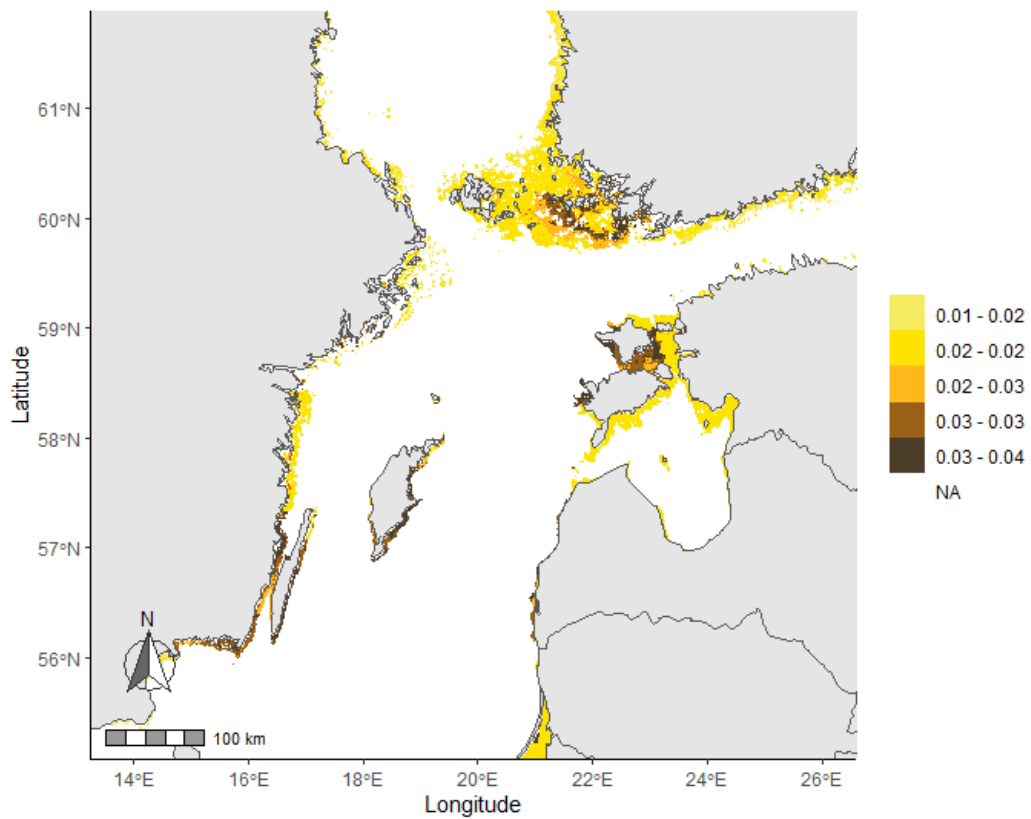 61°N
60°N
59°N
58°N
57°N
56°N
Latitude
N
100 km
14°E
16°E
18°E
20°E
22°E
24°E
26°E
Longitude
0.01 - 0.02
0.02 - 0.02
0.02 - 0.03
0.03 - 0.03
0.03 - 0.04
NA